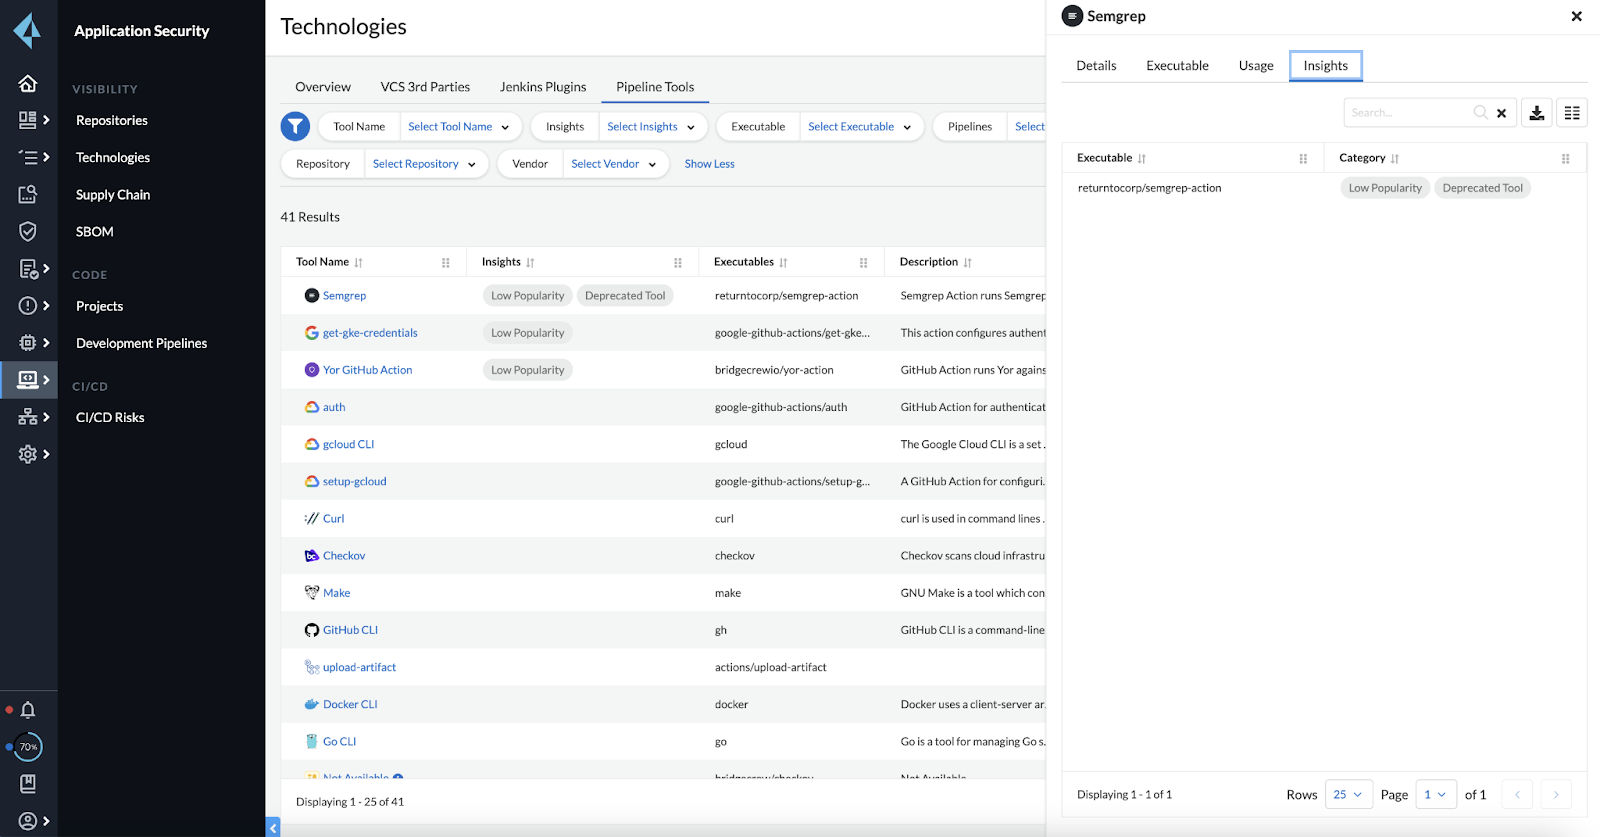 Application Security
VISIBILITY
Repositories
Technologies
Supply Chain
SBOM
CODE
Projects
Development Pipelines
CI/CD
CI/CD Risks
70%
Technologies
Overview VCS 3rd Parties Jenkins Plugins Pipeline Tools
Tool Name Select Tool Name Insights Select Insights Executable Select Executable Pipelines Select
Repository Select Repository Vendor Select Vendor Show Less
41 Results
Tool Name Insights Executables Description
Semgrep Low Popularity Deprecated Tool returntocorp/semgrep-action Semgrep Action runs Semgrep
get-gke-credentials Low Popularity google-github-actions/get-gke... This action configures authent
Yor GitHub Action Low Popularity bridgecrewio/yor-action GitHub Action runs Yor agains
auth google-github-actions/auth GitHub Action for authenticat
gcloud CLI gcloud The Google Cloud CLI is a set .
setup-gcloud google-github-actions/setup-g... A GitHub Action for configuri.
Curl curl curl is used in command lines .
Checkov checkov Checkov scans cloud infrastru
Make make GNU Make is a tool which con
GitHub CLI gh GitHub CLI is a command-line
upload-artifact actions/upload-artifact
Docker CLI docker Docker uses a client-server ar.
Go CLI go Go is a tool for managing Go s.
Not Available bridgecrew/checkov Not Available
Displaying 1 - 25 of 41
Semgrep
Details Executable Usage Insights
Search...
Executable Category
returntocorp/semgrep-action Low Popularity Deprecated Tool
Displaying 1 - 1 of 1 Rows 25 Page 1 of 1